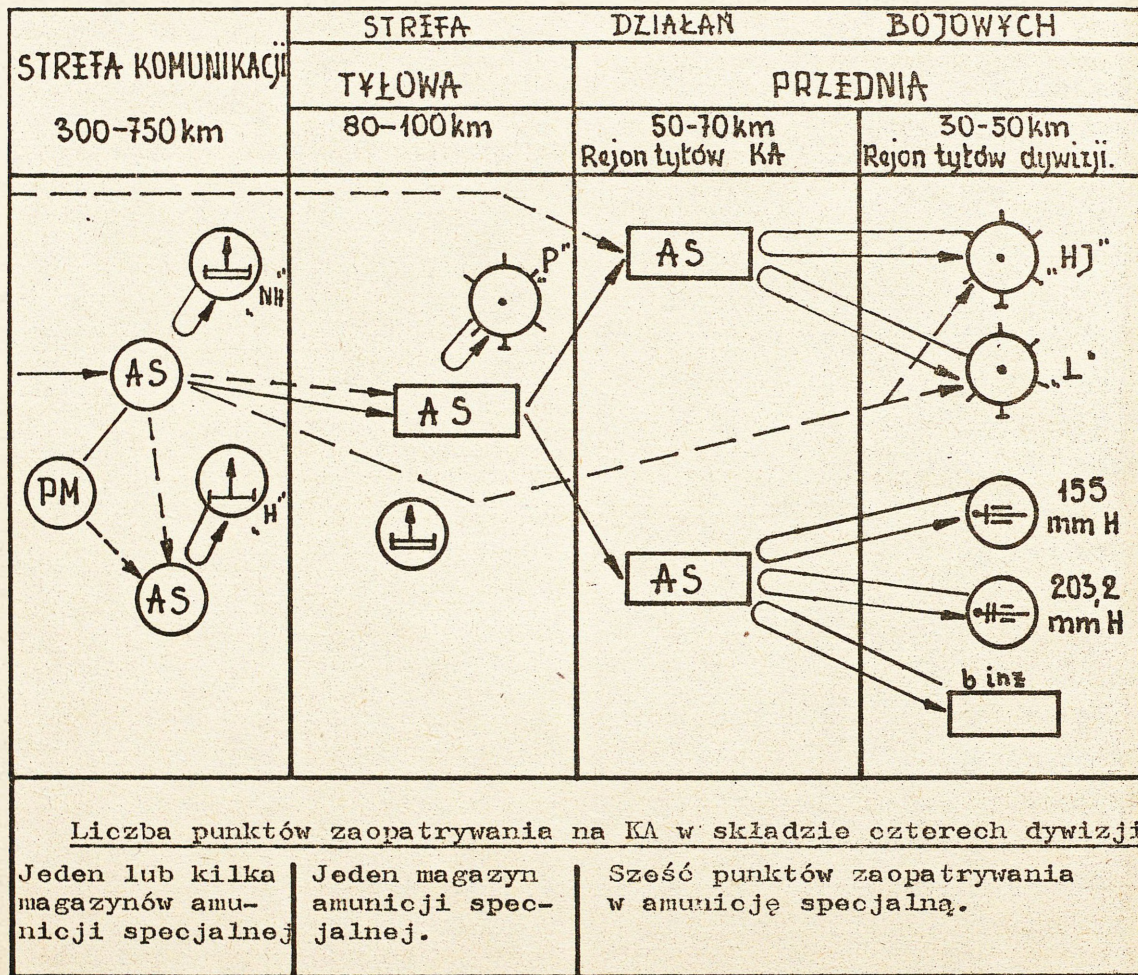 STREFA KOMUNIKACJI
300-750 km
STREFA DZIAŁAŃ BOJOWYCH
TYŁOWA
PRZEDNIA
80-100 km
50-70 km
Rejon tyłów KA
30-50 km
Rejon tyłów dywizji.
„NH"
AS
PM
„H"
AS
„P"
AS
AS
AS
„HJ"
„L"
155
mm H
203,2
mm H
b inż
Liczba punktów zaopatrywania na KA w składzie czterech dywizji
Jeden lub kilka
magazynów amu-
nicji specjalnej
Jeden magazyn
amunicji spec-
jalnej.
Sześć punktów zaopatrywania
w amunicję specjalną.